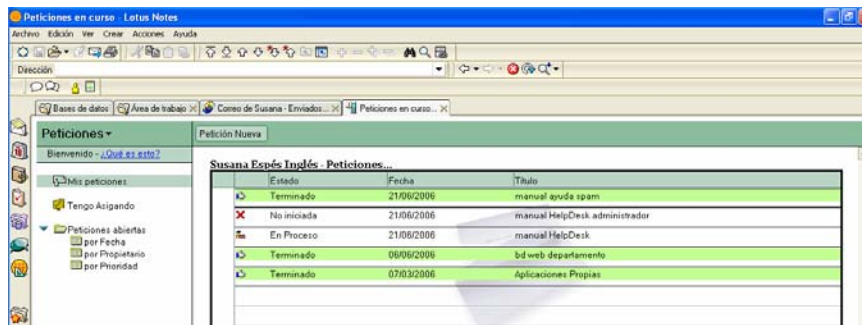 Peticiones en curso - Lotus Notes
Archivo Edición Ver Crear Acciones Ayuda
Dirección
Bases de datos Área de trabajo Correo de Susana - Enviados... Peticiones en curso...
Peticiones Petición Nueva
Bienvenido - ¿Qué es esto?
Susana Espés Inglés - Peticiones...
Mis peticiones
Tengo Asigando
Peticiones abiertas
por Fecha
por Propietario
por Prioridad
Estado Fecha Título
Terminado 21/06/2006 manual ayuda spam
No iniciada 21/06/2006 manual HelpDesk administrador
En Proceso 21/06/2006 manual HelpDesk
Terminado 06/06/2006 bd web departamento
Terminado 07/03/2006 Aplicaciones Propias